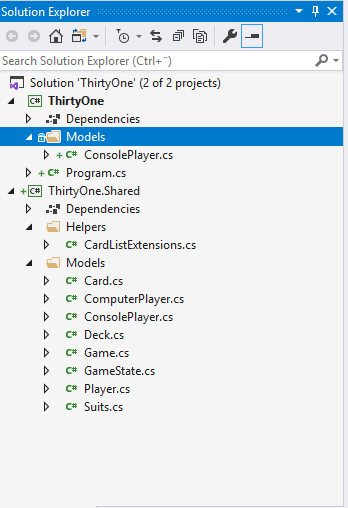 Solution Explorer
Search Solution Explorer (Ctrl+¨)
Solution 'ThirtyOne' (2 of 2 projects)
C# ThirtyOne
Dependencies
Models
C# ConsolePlayer.cs
C# Program.cs
C# ThirtyOne.Shared
Dependencies
Helpers
C# CardListExtensions.cs
Models
C# Card.cs
C# ComputerPlayer.cs
C# ConsolePlayer.cs
C# Deck.cs
C# Game.cs
C# GameState.cs
C# Player.cs
C# Suits.cs